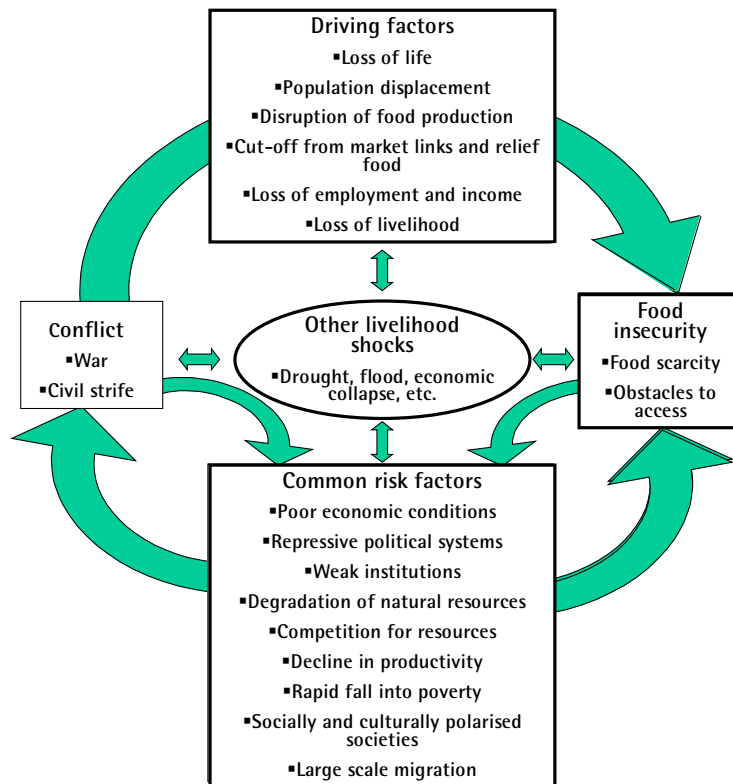 Driving factors
▪Loss of life
▪Population displacement
▪Disruption of food production
▪Cut-off from market links and relief
food
▪Loss of employment and income
▪Loss of livelihood
Conflict
▪War
▪Civil strife
Other livelihood
shocks
▪Drought, flood, economic
collapse, etc.
Food
insecurity
▪Food scarcity
▪Obstacles to
access
Common risk factors
▪Poor economic conditions
▪Repressive political systems
▪Weak institutions
▪Degradation of natural resources
▪Competition for resources
▪Decline in productivity
▪Rapid fall into poverty
▪Socially and culturally polarised
societies
▪Large scale migration